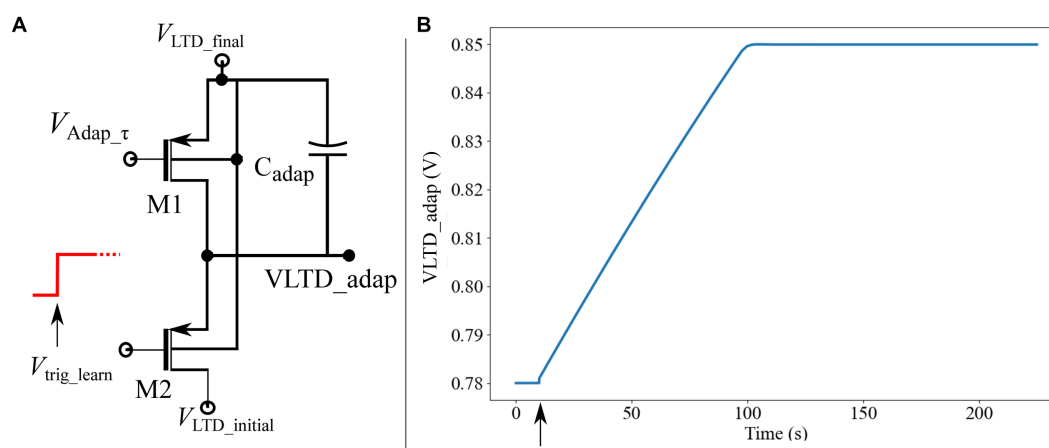 A
V_LTD_final
V_Adap_τ
M1
C_adap
VLTD_adap
V_trig_learn
M2
V_LTD_initial
B
VLTD_adap (V)
0.85
0.84
0.83
0.82
0.81
0.80
0.79
0.78
0
50
100
150
200
Time (s)